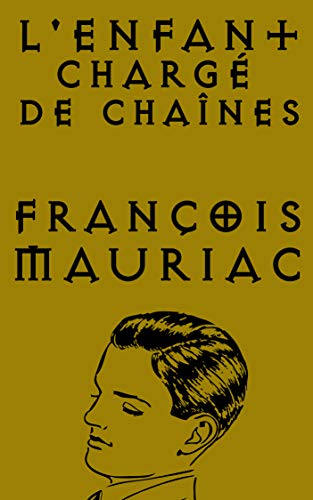 L'ENFANT
CHARGÉ
DE CHAÎNES
FRANÇOIS
MAURIAC